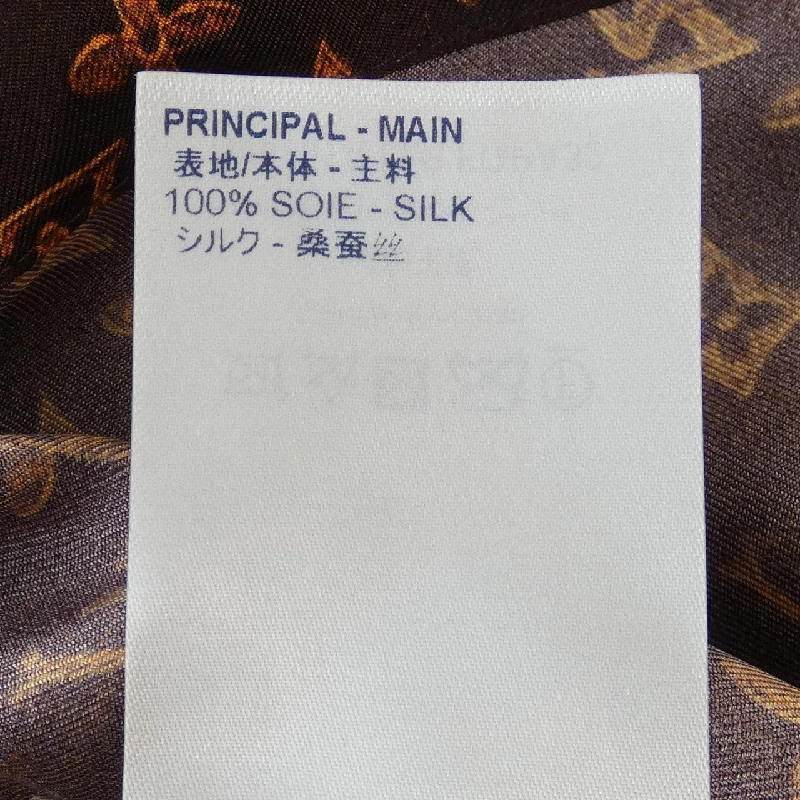 PRINCIPAL - MAIN
表地/本体 - 主料
100% SOIE - SILK
シルク - 桑蚕丝